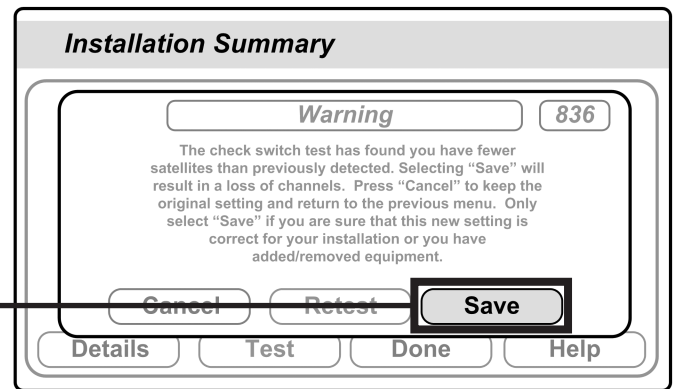 Installation Summary
Warning 836
The check switch test has found you have fewer
satellites than previously detected. Selecting “Save” will
result in a loss of channels.  Press “Cancel” to keep the
original setting and return to the previous menu.  Only
select “Save” if you are sure that this new setting is
correct for your installation or you have
added/removed equipment.
Cancel Retest Save
Details Test Done Help